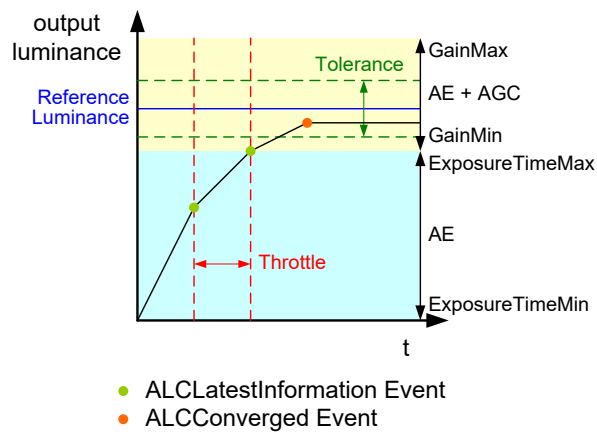 output
luminance
GainMax
Tolerance
AE + AGC
Reference
Luminance
GainMin
ExposureTimeMax
AE
Throttle
ExposureTimeMin
t
ALCLatestInformation Event
ALCConverged Event